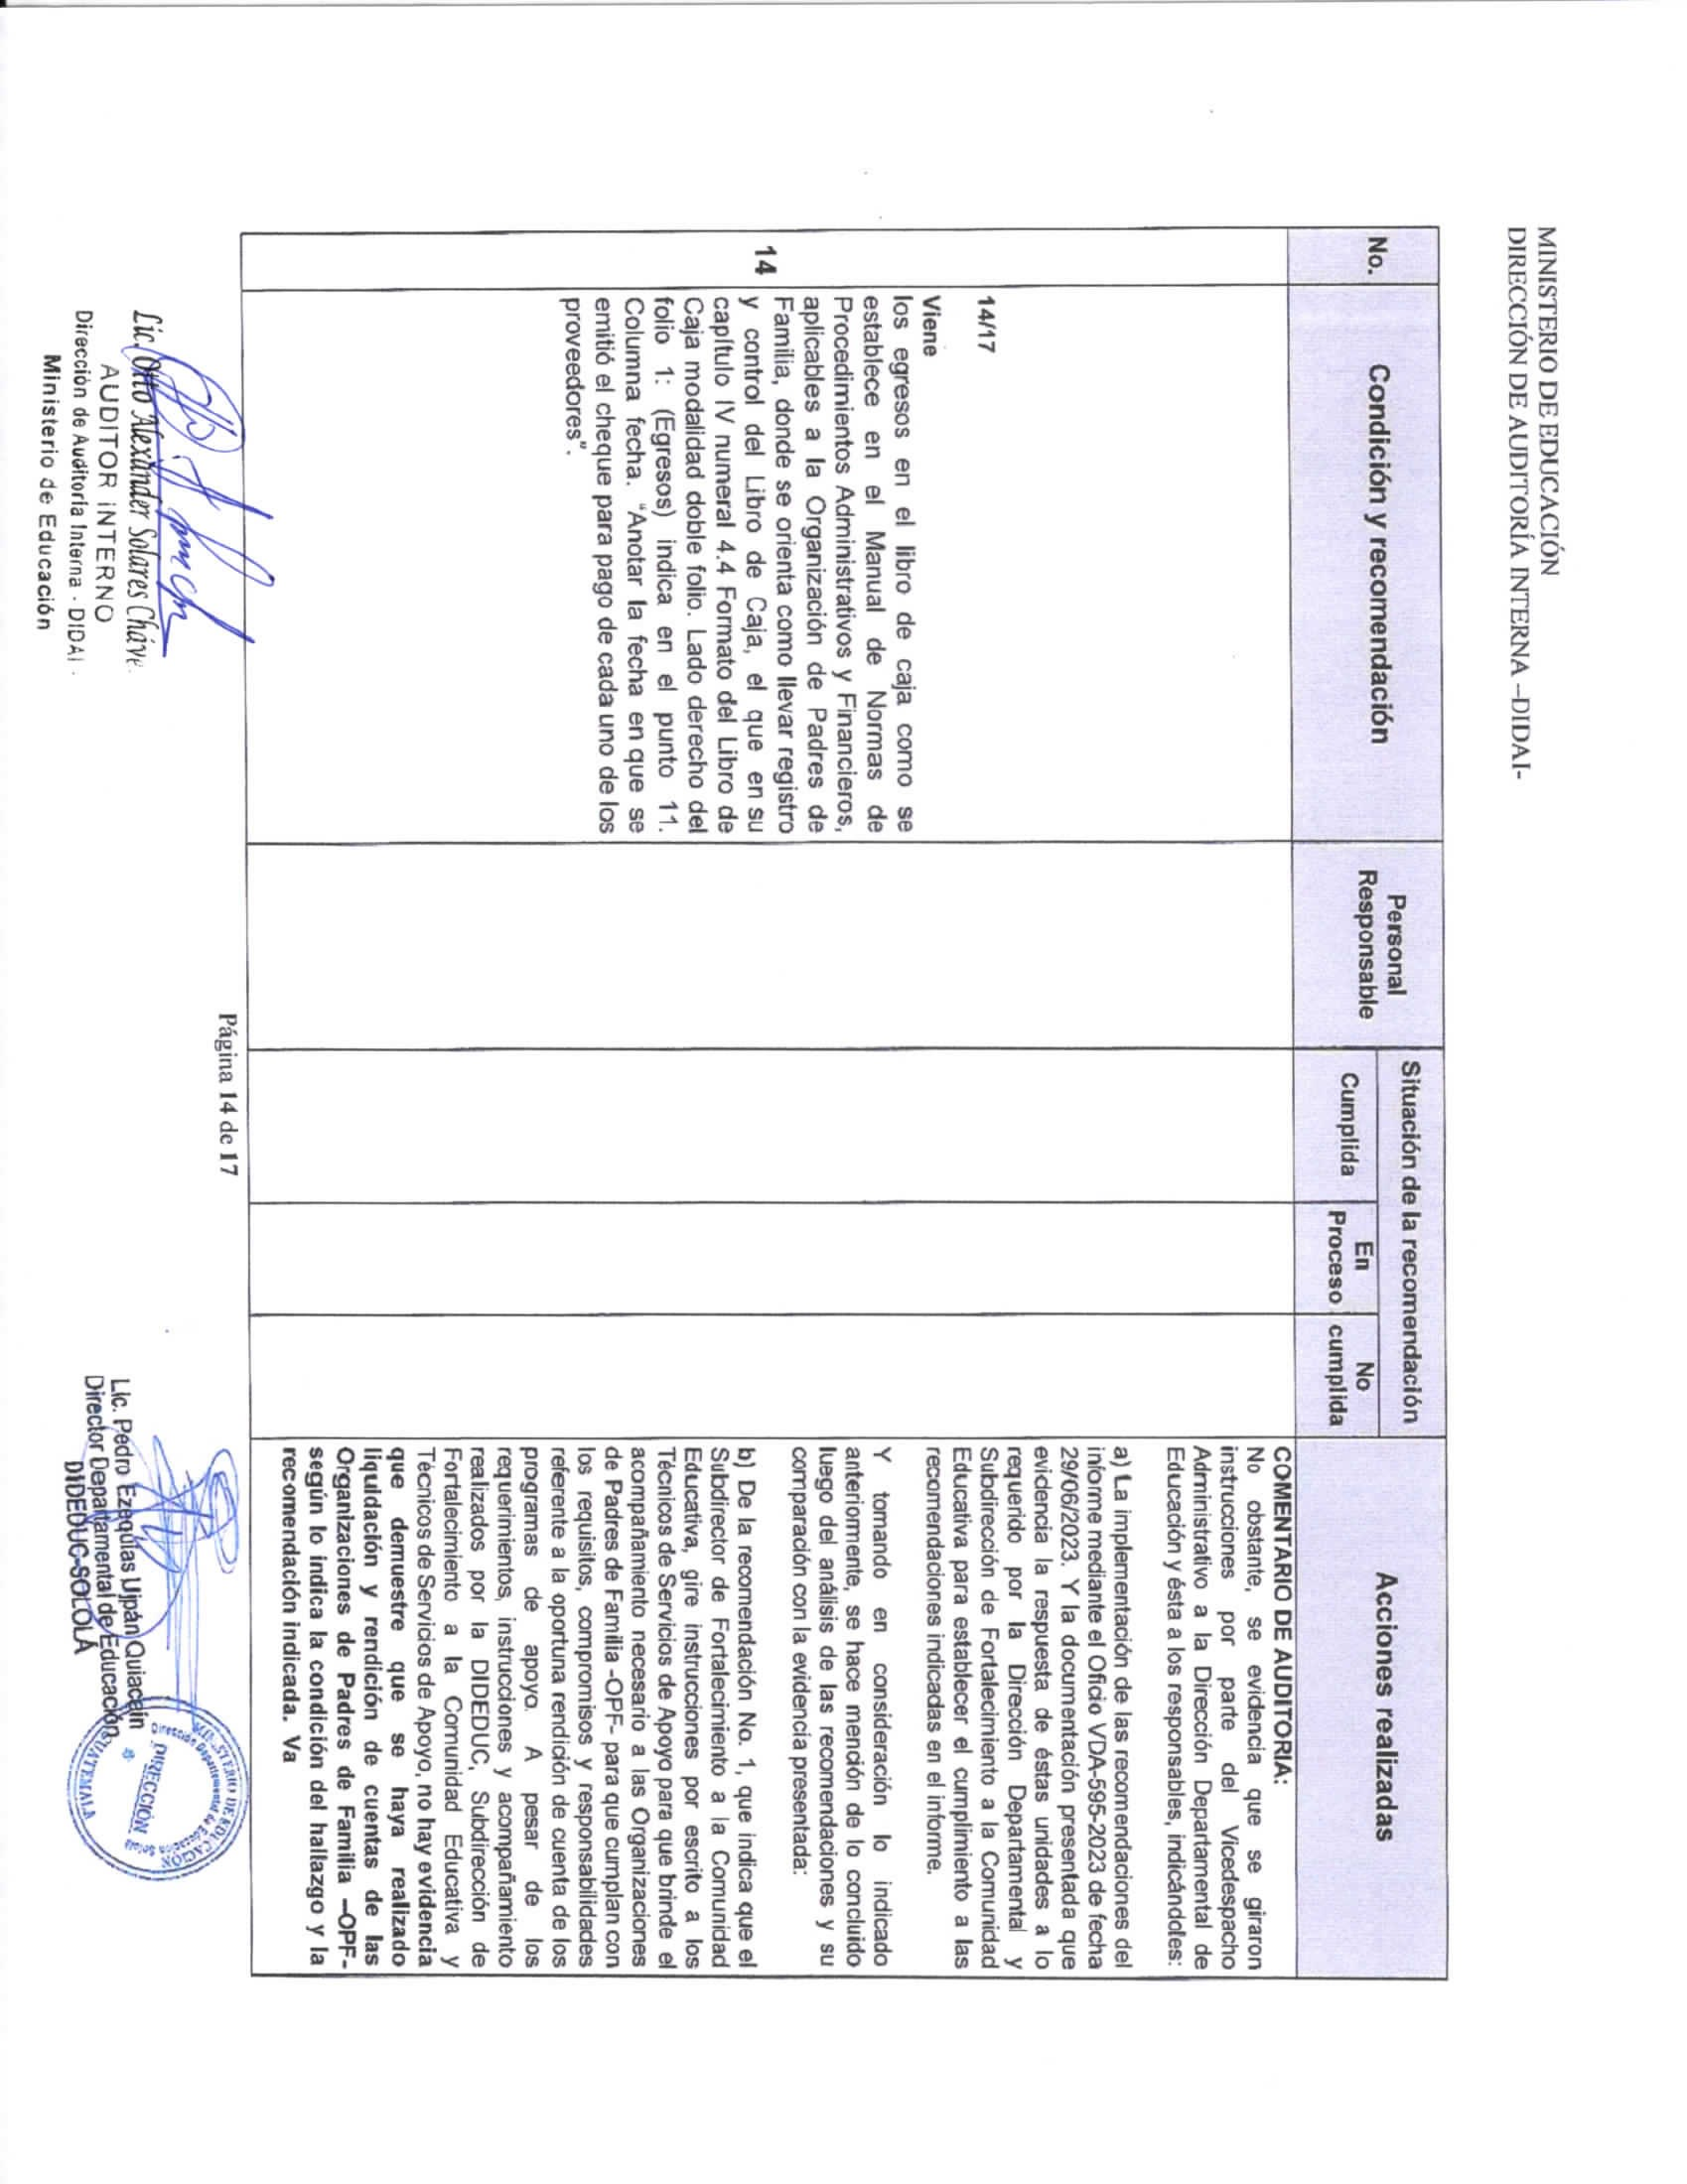 MINISTERIO DE EDUCACIÓN
DIRECCIÓN DE AUDITORÍA INTERNA –DIDAI-
No.
Condición y recomendación
Personal
Responsable
Situación de la recomendación
Cumplida
En
Proceso
No
cumplida
Acciones realizadas
14
14/17
Viene
los egresos en el libro de caja como se
establece en el Manual de Normas de
Procedimientos Administrativos y Financieros,
aplicables a la Organización de Padres de
Familia, donde se orienta como llevar registro
y control del Libro de Caja, el que en su
capítulo IV numeral 4.4 Formato del Libro de
Caja modalidad doble folio. Lado derecho del
folio 1: (Egresos) indica en el punto 11.
Columna fecha. “Anotar la fecha en que se
emitió el cheque para pago de cada uno de los
proveedores”.
COMENTARIO DE AUDITORIA:
No obstante, se evidencia que se giraron
instrucciones por parte del Vicedespacho
Administrativo a la Dirección Departamental de
Educación y ésta a los responsables, indicándoles:
a) La implementación de las recomendaciones del
informe mediante el Oficio VDA-595-2023 de fecha
29/06/2023. Y la documentación presentada que
evidencia la respuesta de éstas unidades a lo
requerido por la Dirección Departamental y
Subdirección de Fortalecimiento a la Comunidad
Educativa para establecer el cumplimiento a las
recomendaciones indicadas en el informe.
Y tomando en consideración lo indicado
anteriormente, se hace mención de lo concluido
luego del análisis de las recomendaciones y su
comparación con la evidencia presentada:
b) De la recomendación No. 1, que indica que el
Subdirector de Fortalecimiento a la Comunidad
Educativa, gire instrucciones por escrito a los
Técnicos de Servicios de Apoyo para que brinde el
acompañamiento necesario a las Organizaciones
de Padres de Familia -OPF- para que cumplan con
los requisitos, compromisos y responsabilidades
referente a la oportuna rendición de cuenta de los
programas de apoyo. A pesar de los
requerimientos, instrucciones y acompañamiento
realizados por la DIDEDUC, Subdirección de
Fortalecimiento a la Comunidad Educativa y
Técnicos de Servicios de Apoyo, no hay evidencia
que demuestre que se haya realizado
liquidación y rendición de cuentas de las
Organizaciones de Padres de Familia –OPF-
según lo indica la condición del hallazgo y la
recomendación indicada. Va
Página 14 de 17
Lic. Otto Alexander Solares Cháve
AUDITOR INTERNO
Dirección de Auditoría Interna - DIDAI -
Ministerio de Educación
Lic. Pedro Ezequías Ujpán Quiacaín
Director Departamental de Educación
DIDEDUC-SOLOLÁ
MINISTERIO DE EDUCACIÓN
Dirección Departamental de Educación Sololá
DIRECCIÓN
GUATEMALA